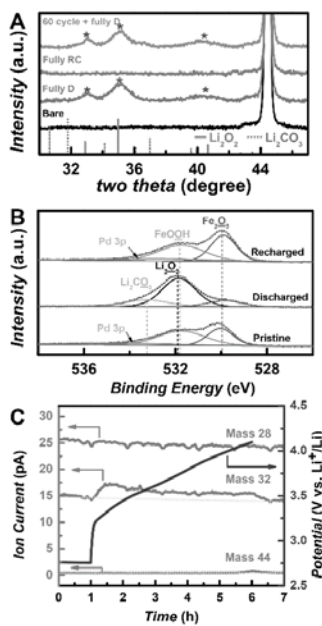 A
60 cycle + fully D
Fully RC
Fully D
Bare
Li₂O₂
Li₂CO₃
Intensity (a.u.)
32 36 40 44
two theta (degree)
B
Fe₂O₃
FeOOH
Pd 3p
Recharged
Li₂O₂
Li₂CO₃
Discharged
Pd 3p
Pristine
Intensity (a.u.)
536 532 528
Binding Energy (eV)
C
Mass 28
Mass 32
Mass 44
30
25
20
15
10
5
0
Ion Current (pA)
4.5
4.0
3.5
3.0
2.5
Potential (V vs. Li⁺/Li)
0 1 2 3 4 5 6 7
Time (h)